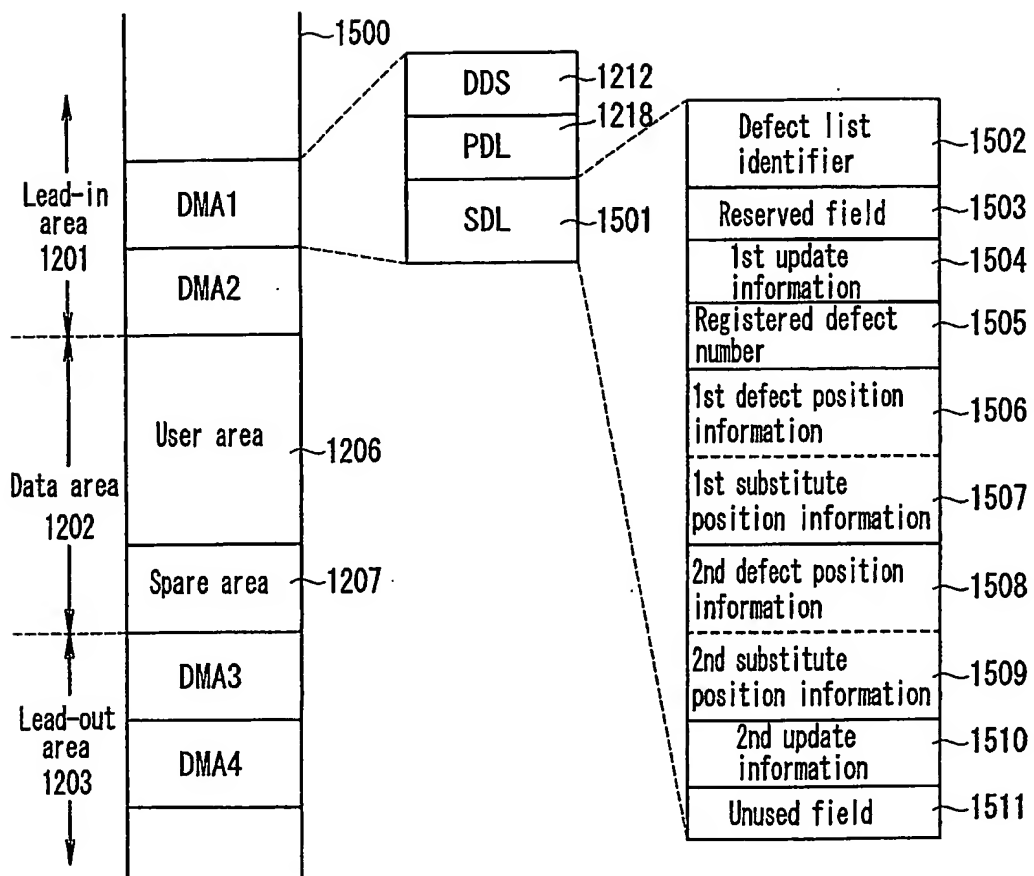 1500
Lead-in
area
1201
DMA1
DMA2
Data area
1202
User area
1206
Spare area
1207
Lead-out
area
1203
DMA3
DMA4
DDS
1212
PDL
1218
SDL
1501
Defect list
identifier
1502
Reserved field
1503
1st update
information
1504
Registered defect
number
1505
1st defect position
information
1506
1st substitute
position information
1507
2nd defect position
information
1508
2nd substitute
position information
1509
2nd update
information
1510
Unused field
1511